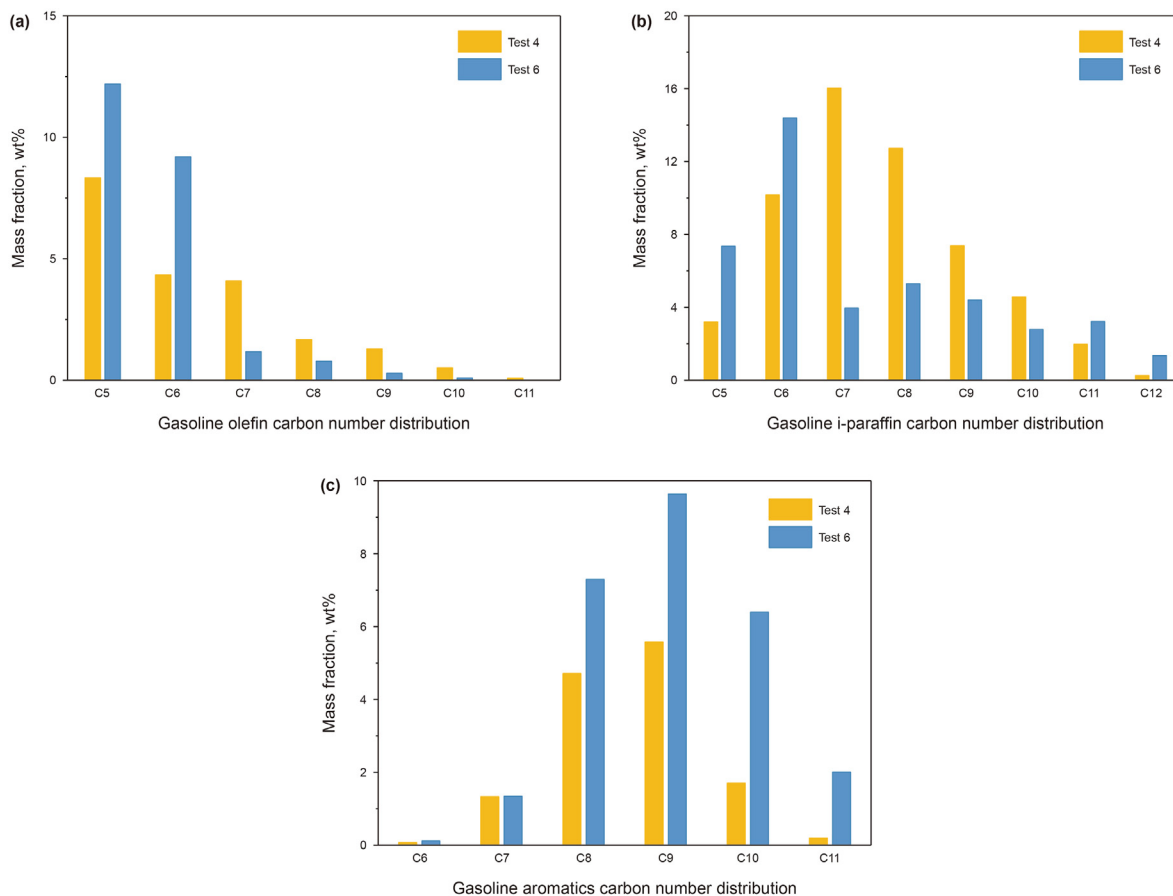 (a)
15
10
5
0
Mass fraction, wt%
Test 4
Test 6
C5 C6 C7 C8 C9 C10 C11
Gasoline olefin carbon number distribution
(b)
20
16
12
8
4
0
Mass fraction, wt%
Test 4
Test 6
C5 C6 C7 C8 C9 C10 C11 C12
Gasoline i-paraffin carbon number distribution
(c)
10
8
6
4
2
0
Mass fraction, wt%
Test 4
Test 6
C6 C7 C8 C9 C10 C11
Gasoline aromatics carbon number distribution